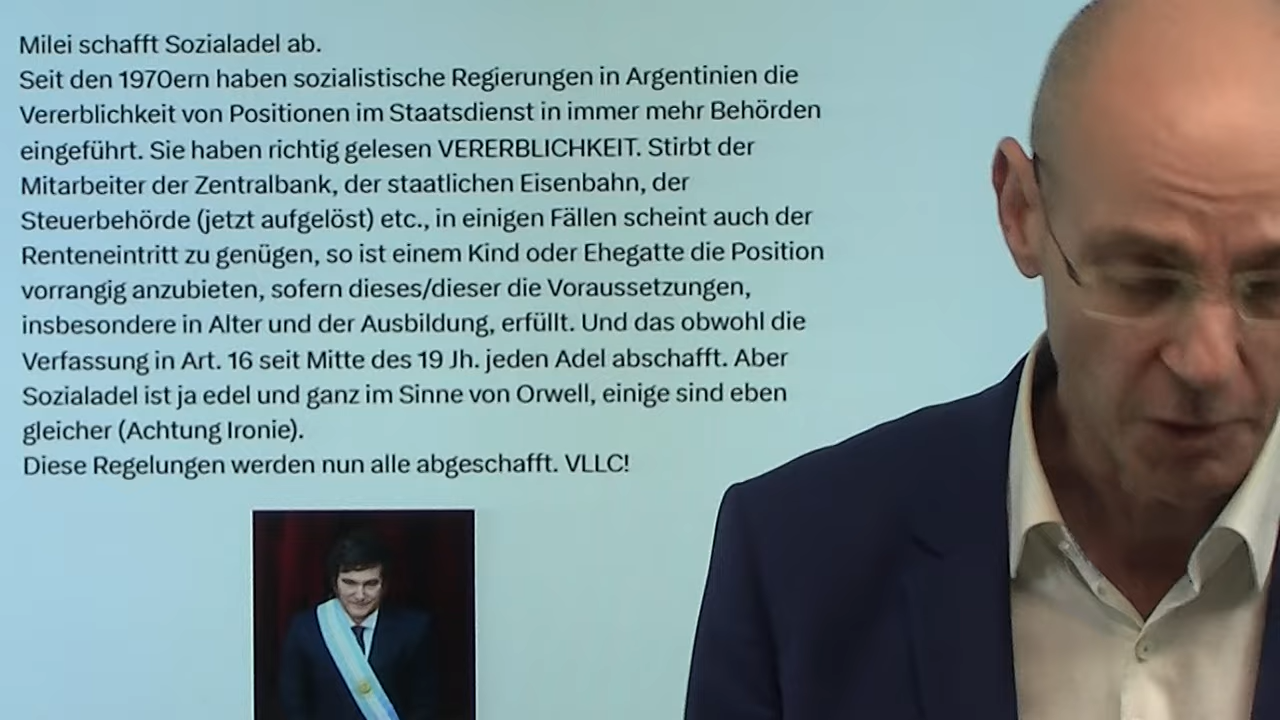 Milei schafft Sozialadel ab.
Seit den 1970ern haben sozialistische Regierungen in Argentinien die
Vererblichkeit von Positionen im Staatsdienst in immer mehr Behörden
eingeführt. Sie haben richtig gelesen VERERBLICHKEIT. Stirbt der
Mitarbeiter der Zentralbank, der staatlichen Eisenbahn, der
Steuerbehörde (jetzt aufgelöst) etc., in einigen Fällen scheint auch der
Renteneintritt zu genügen, so ist einem Kind oder Ehegatte die Position
vorrangig anzubieten, sofern dieses/dieser die Voraussetzungen,
insbesondere in Alter und der Ausbildung, erfüllt. Und das obwohl die
Verfassung in Art. 16 seit Mitte des 19 Jh. jeden Adel abschafft. Aber
Sozialadel ist ja edel und ganz im Sinne von Orwell, einige sind eben
gleicher (Achtung Ironie).
Diese Regelungen werden nun alle abgeschafft. VLLC!